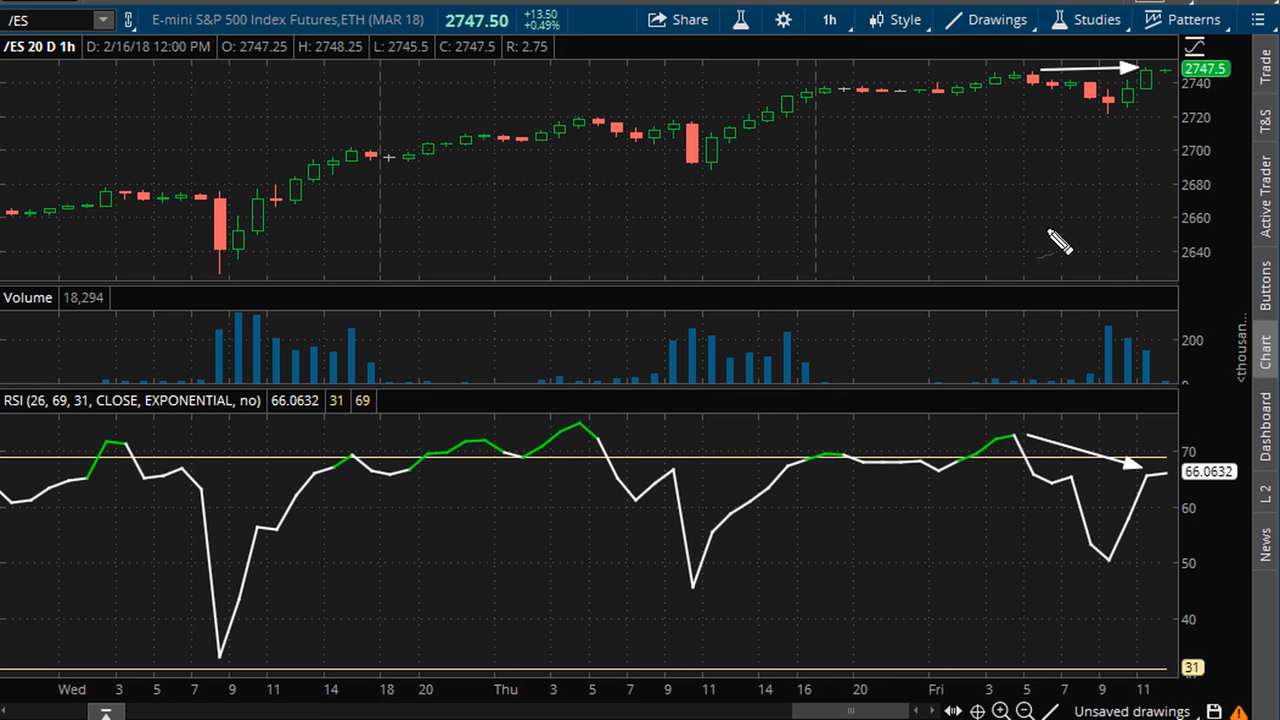 /ES E-mini S&P 500 Index Futures,ETH (MAR 18) 2747.50 +13.50 +0.49% Share 1h Style Drawings Studies Patterns
/ES 20 D 1h D: 2/16/18 12:00 PM O: 2747.25 H: 2748.25 L: 2745.5 C: 2747.5 R: 2.75
2747.5
2740
2720
2700
2680
2660
2640
Volume 18,294
200
<thousan...
RSI (26, 69, 31, CLOSE, EXPONENTIAL, no) 66.0632 31 69
70
66.0632
60
50
40
31
Wed 3 5 7 9 11 14 18 20 Thu 3 5 7 9 11 14 16 20 Fri 3 5 7 9 11
Unsaved drawings
Trade
T&S
Active Trader
Buttons
Chart
Dashboard
L 2
News